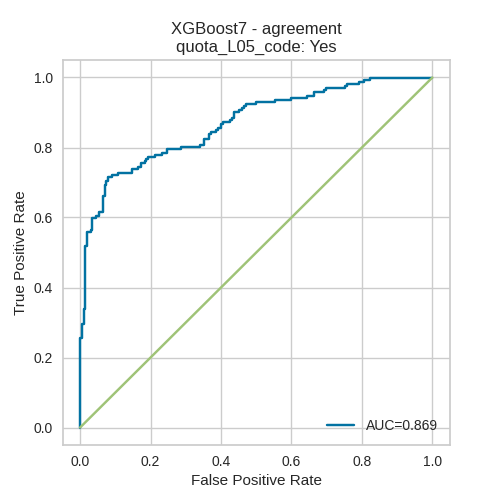 XGBoost7 - agreement
quota_L05_code: Yes
True Positive Rate
1.0
0.8
0.6
0.4
0.2
0.0
AUC=0.869
0.0 0.2 0.4 0.6 0.8 1.0
False Positive Rate